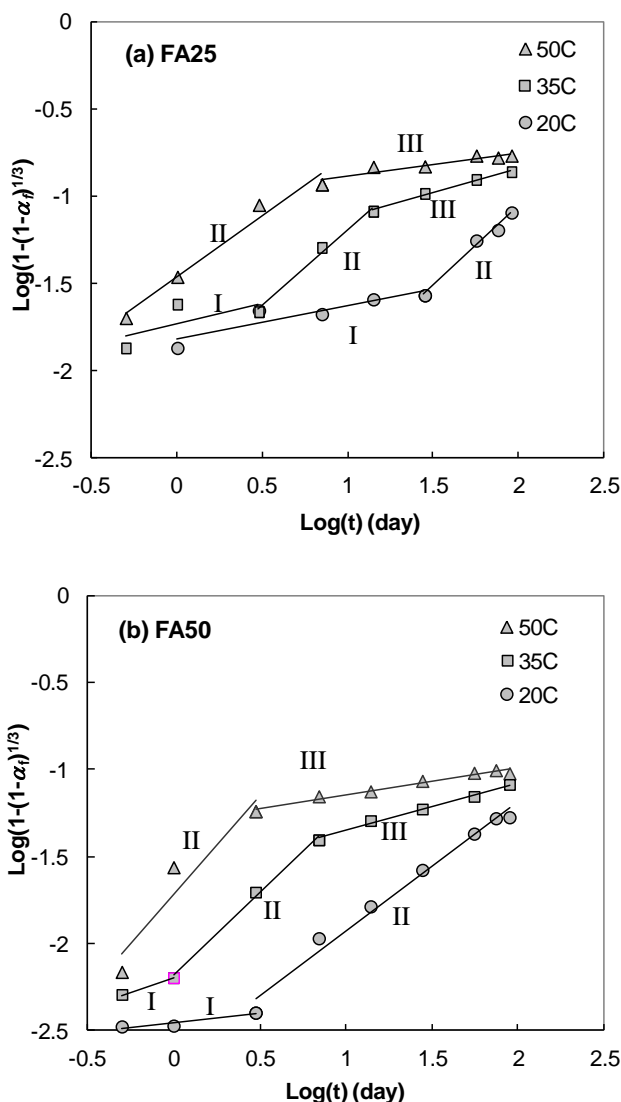 (a) FA25
50C
35C
20C
0
-0.5
-1
-1.5
-2
-2.5
Log(1-(1-αf)1/3)
III
II
III
I
II
II
I
-0.5 0 0.5 1 1.5 2 2.5
Log(t) (day)
(b) FA50
50C
35C
20C
0
-0.5
-1
-1.5
-2
-2.5
Log(1-(1-αf)1/3)
III
II
III
II
II
I
I
-0.5 0 0.5 1 1.5 2 2.5
Log(t) (day)